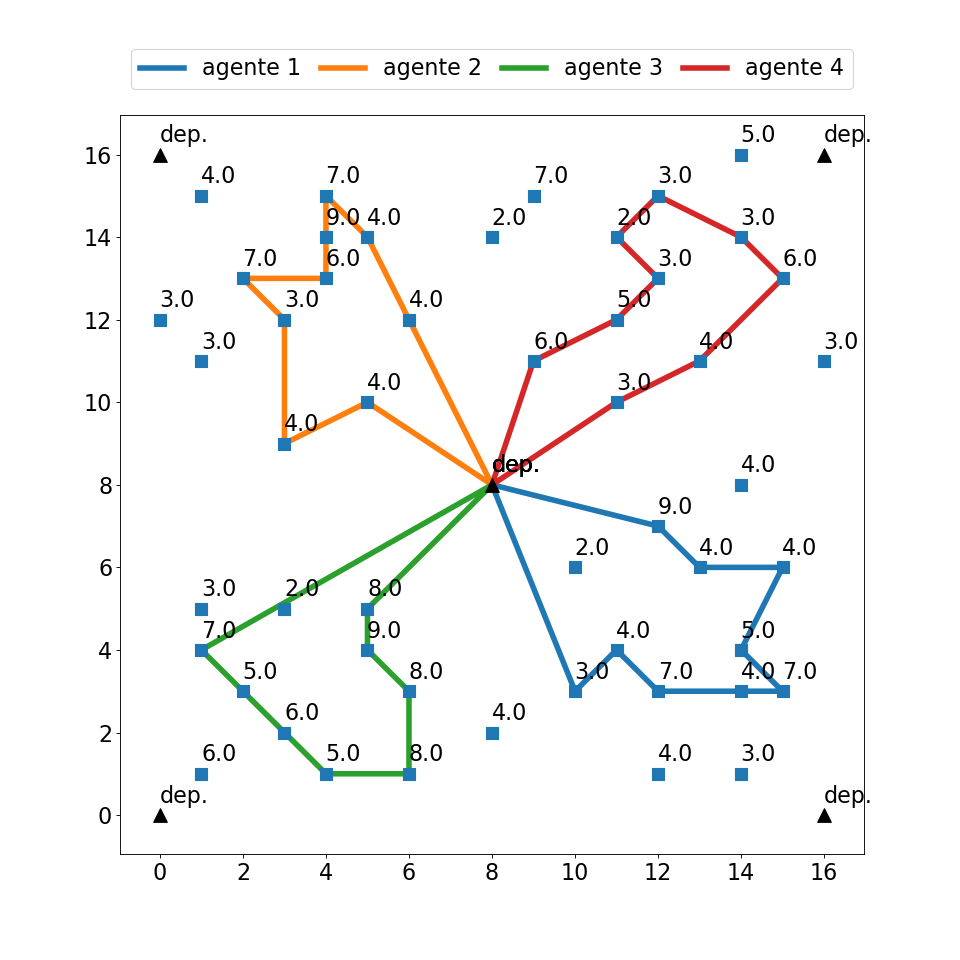 agente 1 agente 2 agente 3 agente 4
dep. 5.0 dep.
16
4.0 7.0 7.0 3.0
9.0 4.0 2.0 2.0 3.0
14
7.0 6.0 3.0 6.0
3.0 3.0 4.0 5.0
12
3.0 6.0 4.0 3.0
4.0 3.0
10
4.0
dep. 4.0
8
9.0
2.0 4.0 4.0
6
3.0 2.0 8.0
7.0 9.0 4.0 5.0
4
5.0 8.0 3.0 7.0 4.0 7.0
6.0 4.0
2
6.0 5.0 8.0 4.0 3.0
dep. dep.
0
0 2 4 6 8 10 12 14 16